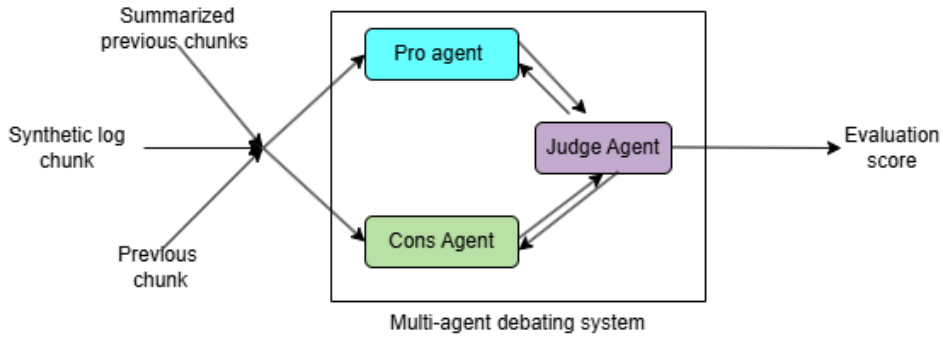 Summarized
previous chunks
Pro agent
Synthetic log
chunk
Judge Agent
Evaluation
score
Previous
chunk
Cons Agent
Multi-agent debating system